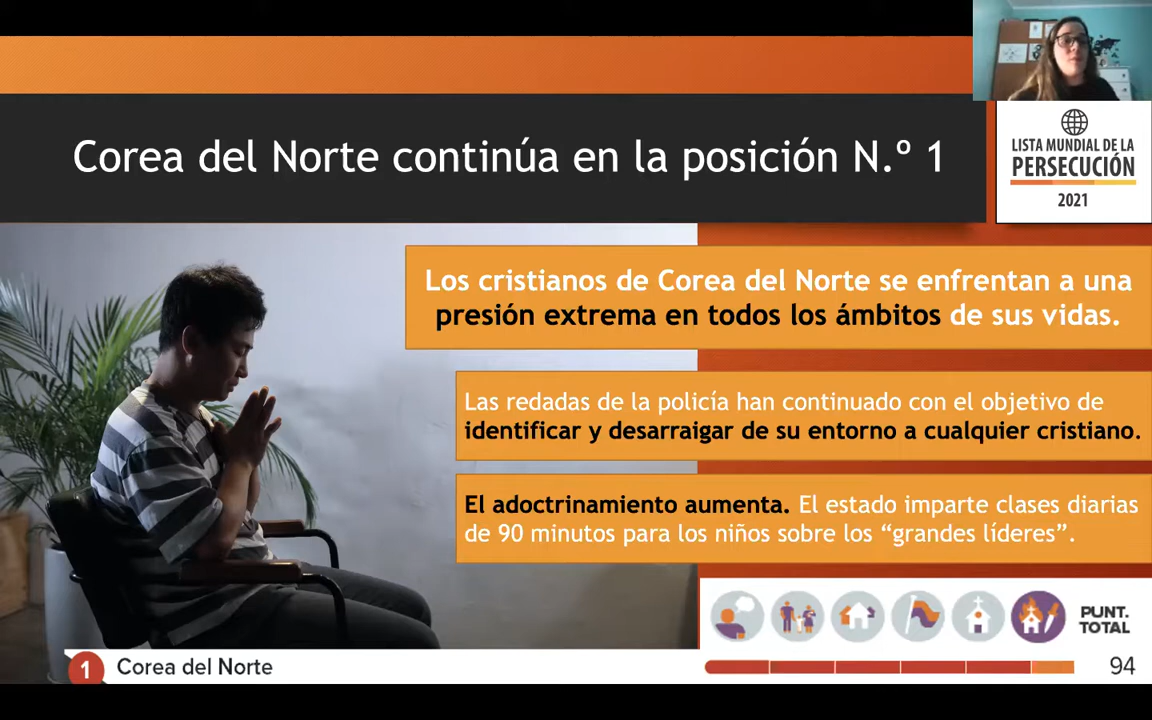 Corea del Norte continúa en la posición N.º 1
LISTA MUNDIAL DE LA
PERSECUCIÓN
2021
Los cristianos de Corea del Norte se enfrentan a una
presión extrema en todos los ámbitos de sus vidas.
Las redadas de la policía han continuado con el objetivo de
identificar y desarraigar de su entorno a cualquier cristiano.
El adoctrinamiento aumenta. El estado imparte clases diarias
de 90 minutos para los niños sobre los “grandes líderes”.
PUNT.
TOTAL
1 Corea del Norte
94